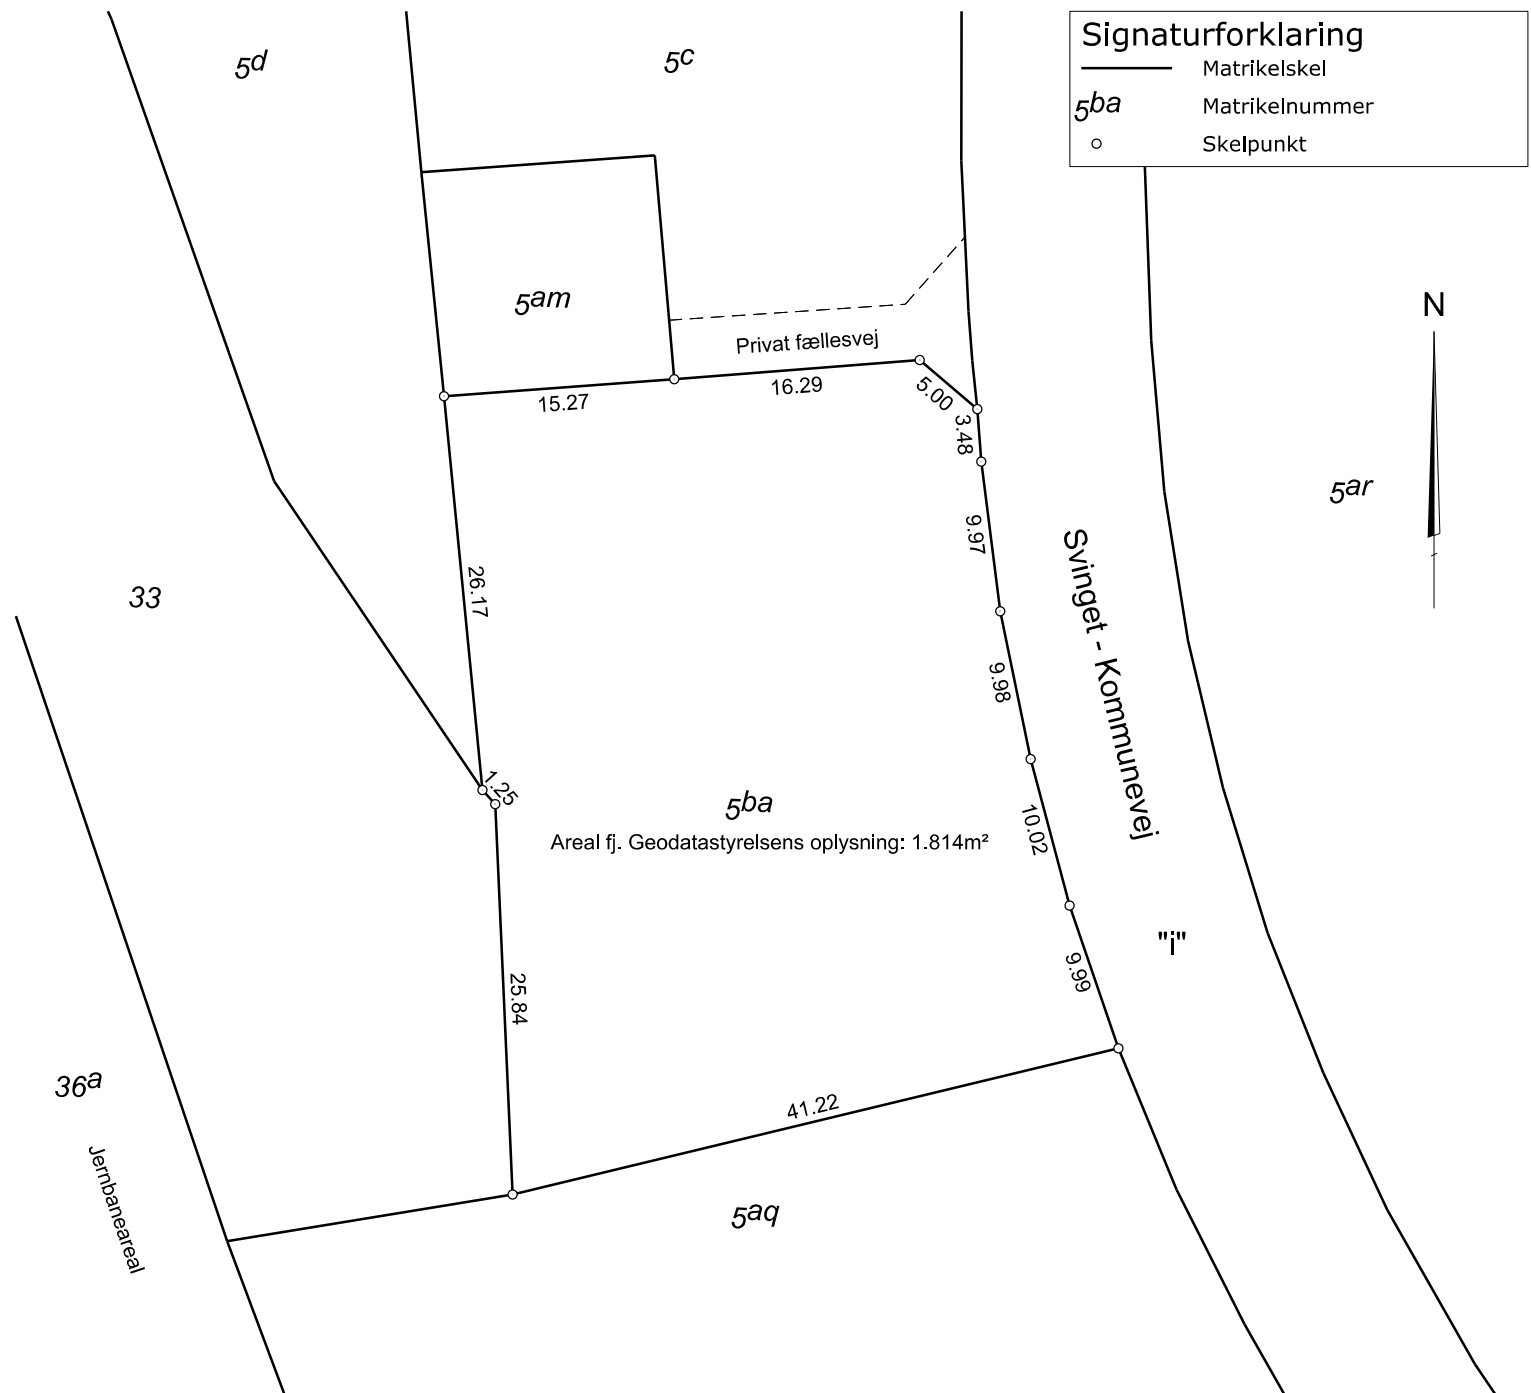 5d
5c
Signaturforklaring
Matrikelskel
5ba Matrikelnummer
Skelpunkt
5am
N
Privat fællesvej
15.27
16.29
5.00
3.48
5ar
9.97
Svinget - Kommunevej
26.17
33
9.98
1.25
5ba
Areal fj. Geodatastyrelsens oplysning: 1.814m²
10.02
"i"
9.99
25.84
36a
41.22
Jernbaneareal
5aq